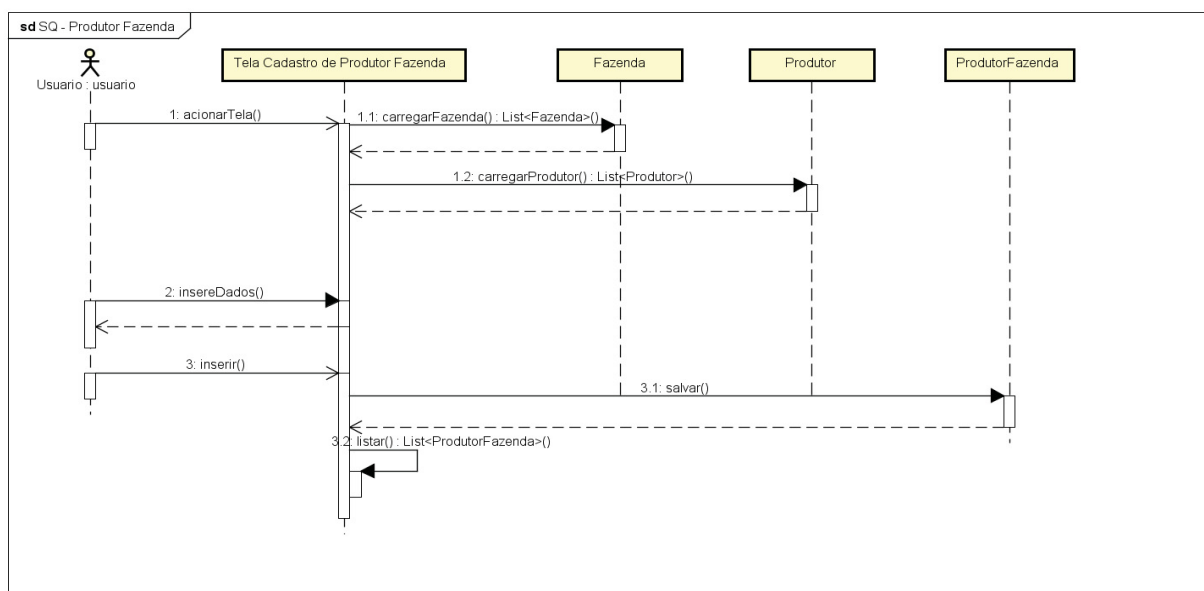 sd SQ - Produtor Fazenda
Usuario : usuario
Tela Cadastro de Produtor Fazenda
Fazenda
Produtor
ProdutorFazenda
1: acionarTela()
1.1: carregarFazenda() : List<Fazenda>()
1.2: carregarProdutor() : List<Produtor>()
2: insereDados()
3: inserir()
3.1: salvar()
3.2: listar() : List<ProdutorFazenda>()